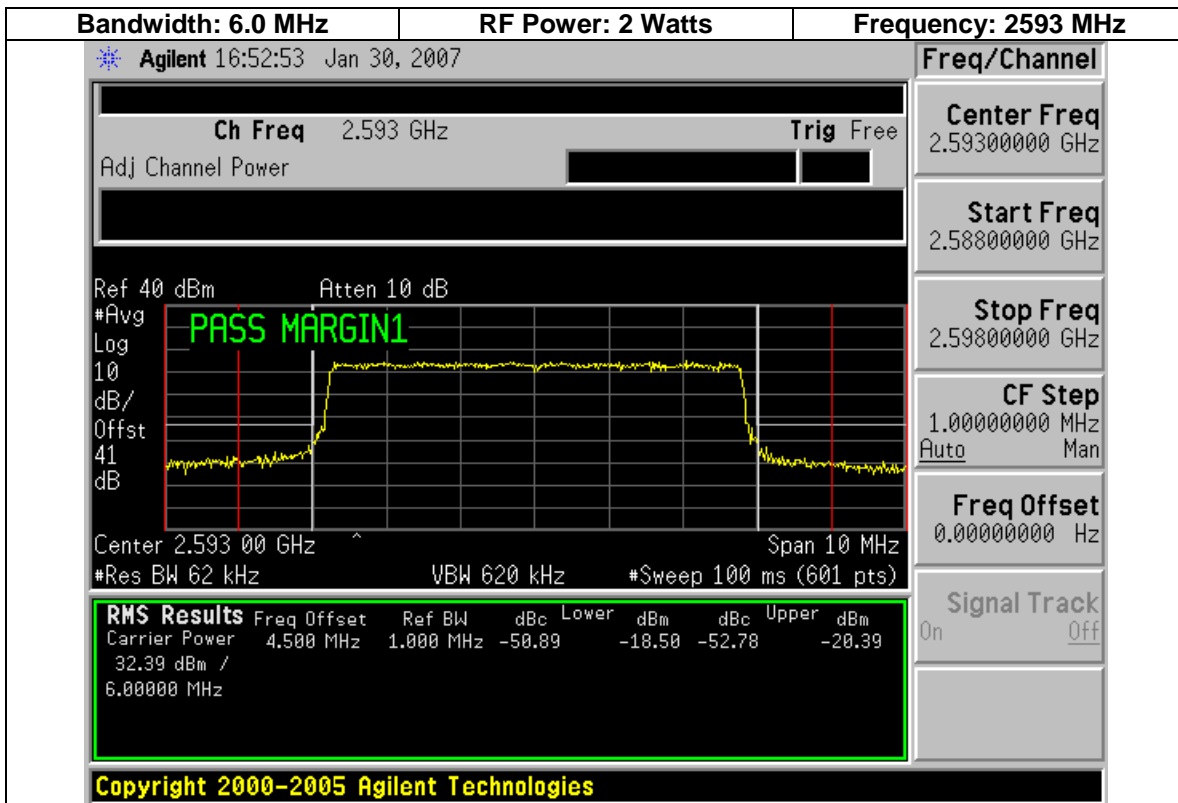 Bandwidth: 6.0 MHz RF Power: 2 Watts Frequency: 2593 MHz
Agilent 16:52:53 Jan 30, 2007 Freq/Channel
Ch Freq 2.593 GHz Trig Free
Adj Channel Power
Center Freq
2.59300000 GHz
Start Freq
2.58800000 GHz
Stop Freq
2.59800000 GHz
CF Step
1.00000000 MHz
Auto Man
Freq Offset
0.00000000 Hz
Signal Track
On Off
Ref 40 dBm Atten 10 dB
#Avg
Log
10
dB/
Offst
41
dB
PASS MARGIN1
Center 2.593 00 GHz ^ Span 10 MHz
#Res BW 62 kHz VBW 620 kHz #Sweep 100 ms (601 pts)
RMS Results Freq Offset Ref BW dBc Lower dBm dBc Upper dBm
Carrier Power 4.500 MHz 1.000 MHz -50.89 -18.50 -52.78 -20.39
32.39 dBm /
6.00000 MHz
Copyright 2000-2005 Agilent Technologies